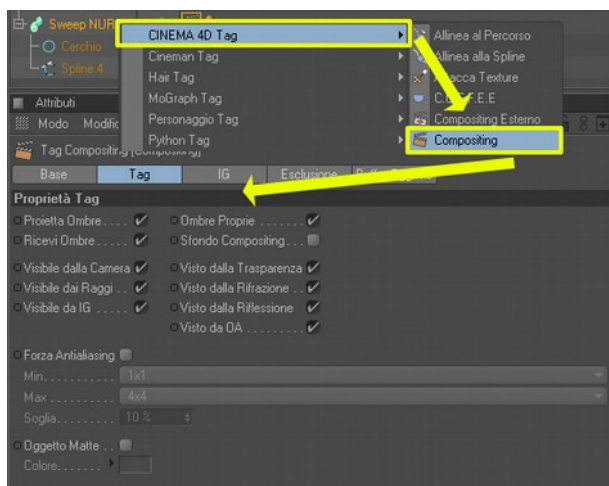 Sweep NUR
CINEMA 4D Tag
Allinea al Percorso
Cerchio
Cineman Tag
Allinea alla Spline
Spline.4
Hair Tag
Texture
Attributi
MoGraph Tag
Modo
Personaggio Tag
Compositing Esterno
Tag
Python Tag
Compositing
Base
Tag
IG
Esclusione
Proprietà Tag
Proietta Ombre
Ombre Proprie
Ricevi Ombre
Sfondo Compositing
Visibile dalla Camera
Visto dalla Trasparenza
Visibile dai Raggi
Visto dalla Rifrazione
Visibile da IG
Visto dalla Riflessione
Visto da OA
Forza Antialiasing
Min. 1x1
Max 4x4
Soglia 10 %
Oggetto Matte
Colore